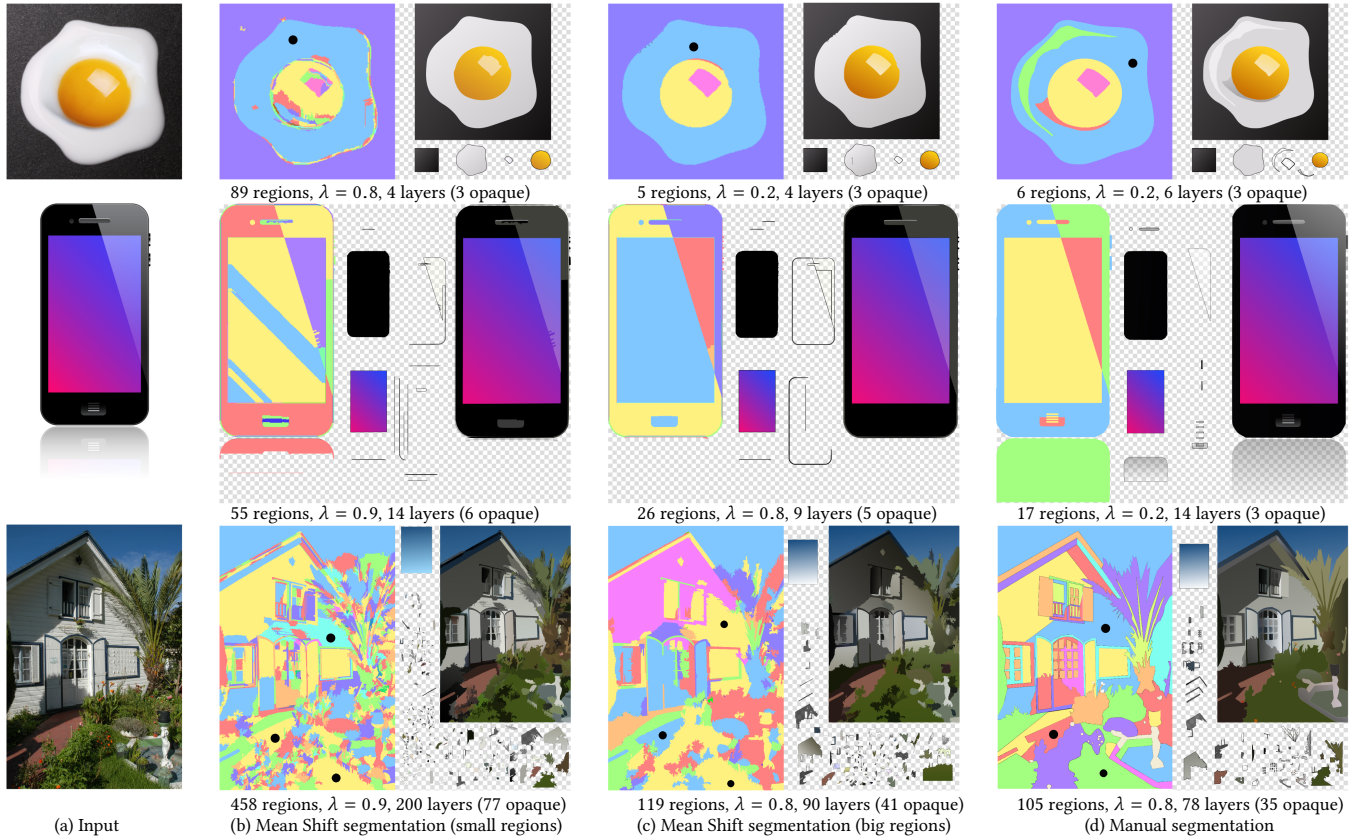 89 regions, λ = 0.8, 4 layers (3 opaque)
5 regions, λ = 0.2, 4 layers (3 opaque)
6 regions, λ = 0.2, 6 layers (3 opaque)
55 regions, λ = 0.9, 14 layers (6 opaque)
26 regions, λ = 0.8, 9 layers (5 opaque)
17 regions, λ = 0.2, 14 layers (3 opaque)
458 regions, λ = 0.9, 200 layers (77 opaque)
119 regions, λ = 0.8, 90 layers (41 opaque)
105 regions, λ = 0.8, 78 layers (35 opaque)
(a) Input
(b) Mean Shift segmentation (small regions)
(c) Mean Shift segmentation (big regions)
(d) Manual segmentation